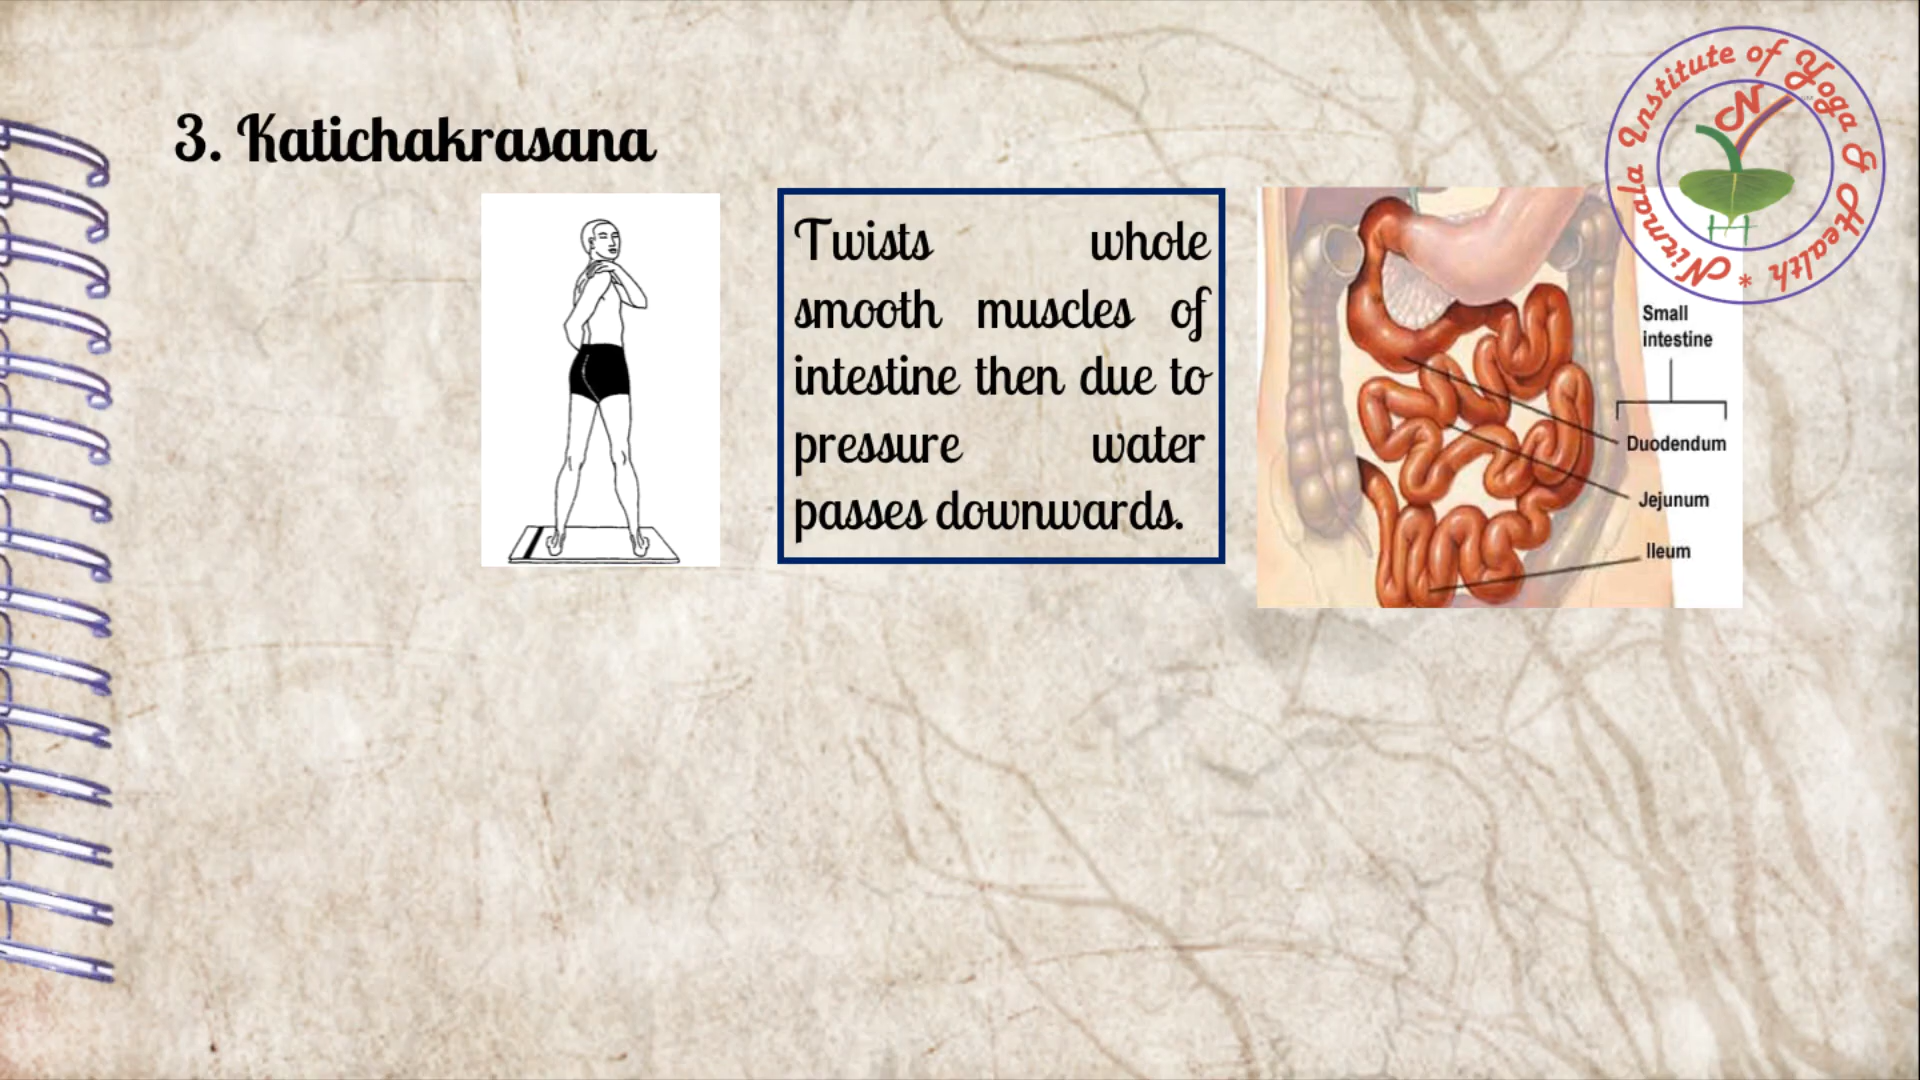 3. Katichakrasana
Twists whole
smooth muscles of
intestine then due to
pressure water
passes downwards.
Small
intestine
Duodendum
Jejunum
Ileum
Nirmala Institute of Yoga & Health *
N
H